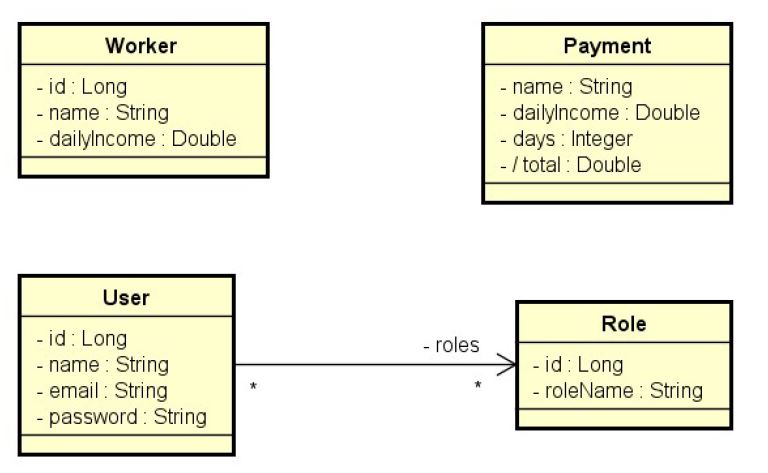 Worker
- id : Long
- name : String
- dailyIncome : Double
Payment
- name : String
- dailyIncome : Double
- days : Integer
- / total : Double
User
- id : Long
- name : String
- email : String
- password : String
- roles
*
*
Role
- id : Long
- roleName : String